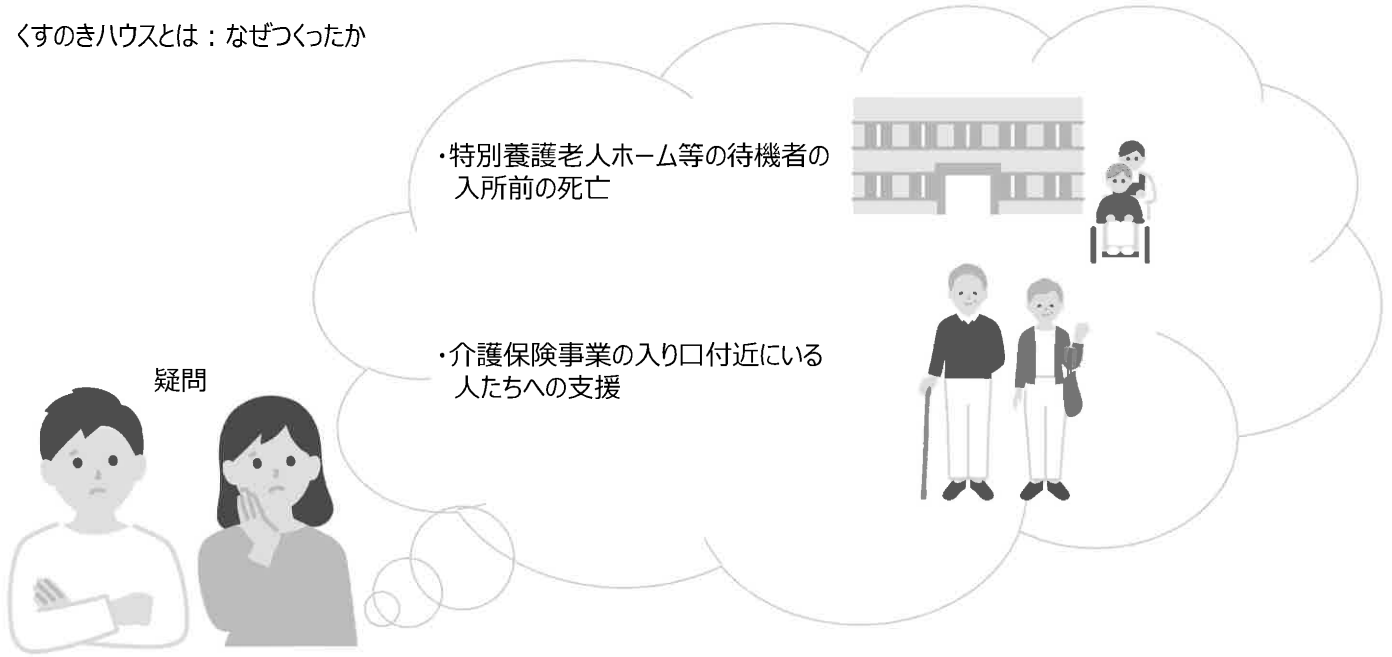 くすのきハウスとは：なぜつくったか
・特別養護老人ホーム等の待機者の
入所前の死亡
・介護保険事業の入り口付近にいる
人たちへの支援
疑問